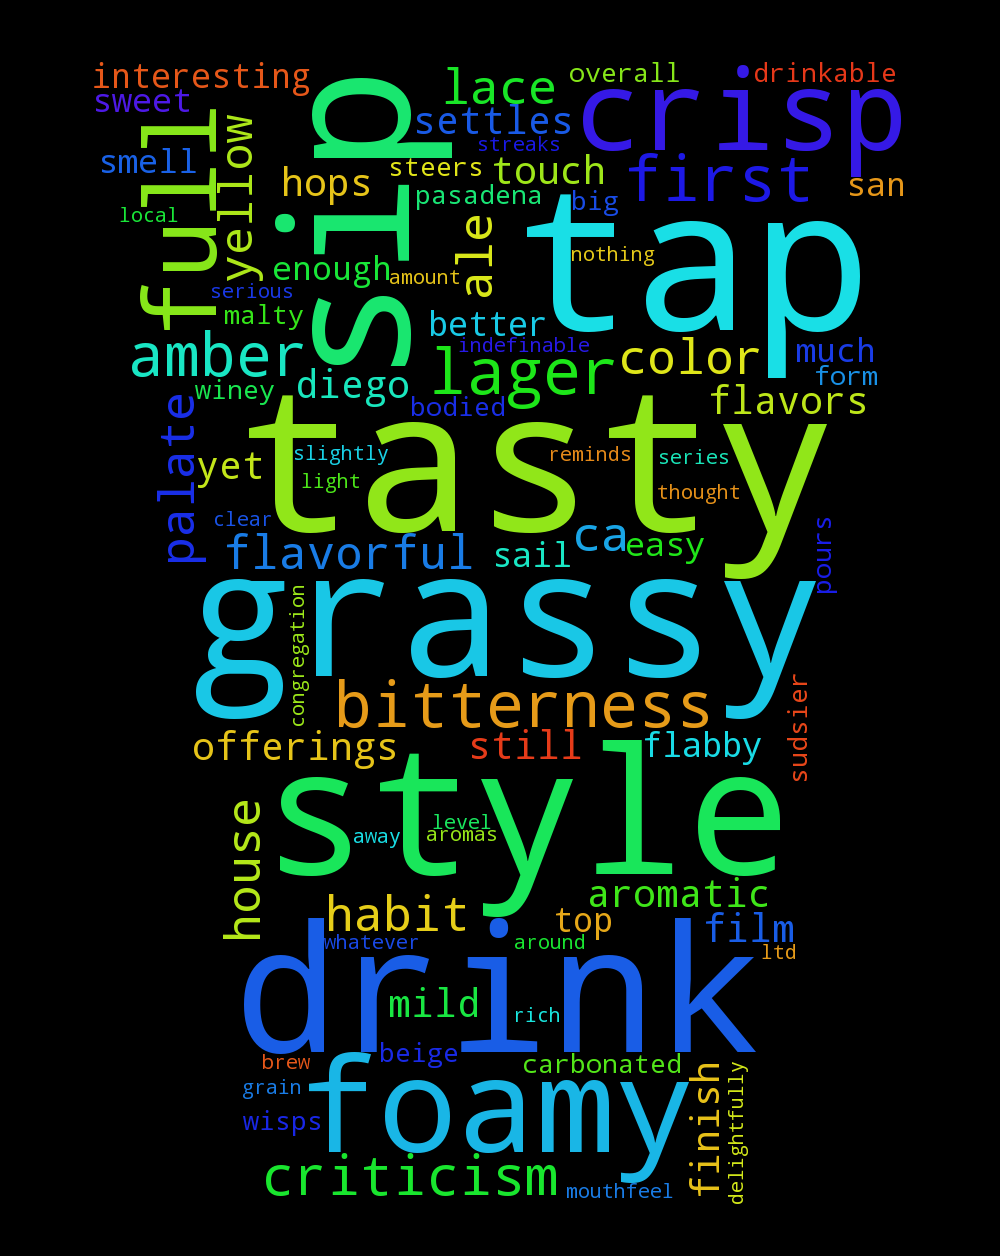 interesting
sweet
full
yellow
sip
lace
overall
drinkable
crisp
settles
streaks
smell
hops
steers
touch
first
san
pasadena
big
local
tap
ale
nothing
enough
amount
serious
malty
better
indefinable
amber
lager
color
much
form
winey
diego
bodied
flavors
palate
tasty
yet
slightly
reminds
series
light
thought
clear
flavorful
sail
ca
easy
pours
grassy
congregation
bitterness
sudsier
offerings
still
flabby
style
house
level
away
aromas
aromatic
habit
top
film
whatever
around
ltd
drink
mild
rich
beige
brew
carbonated
foamy
grain
finish
delightfully
wisps
criticism
mouthfeel